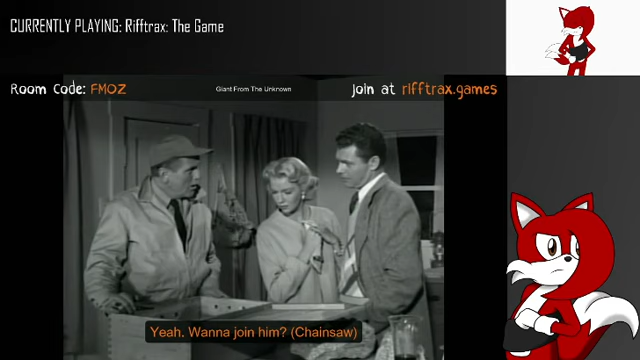 CURRENTLY PLAYING: Rifftrax: The Game
Room Code: FMOZ
Giant From The Unknown
join at rifftrax.games
Yeah. Wanna join him? (Chainsaw)